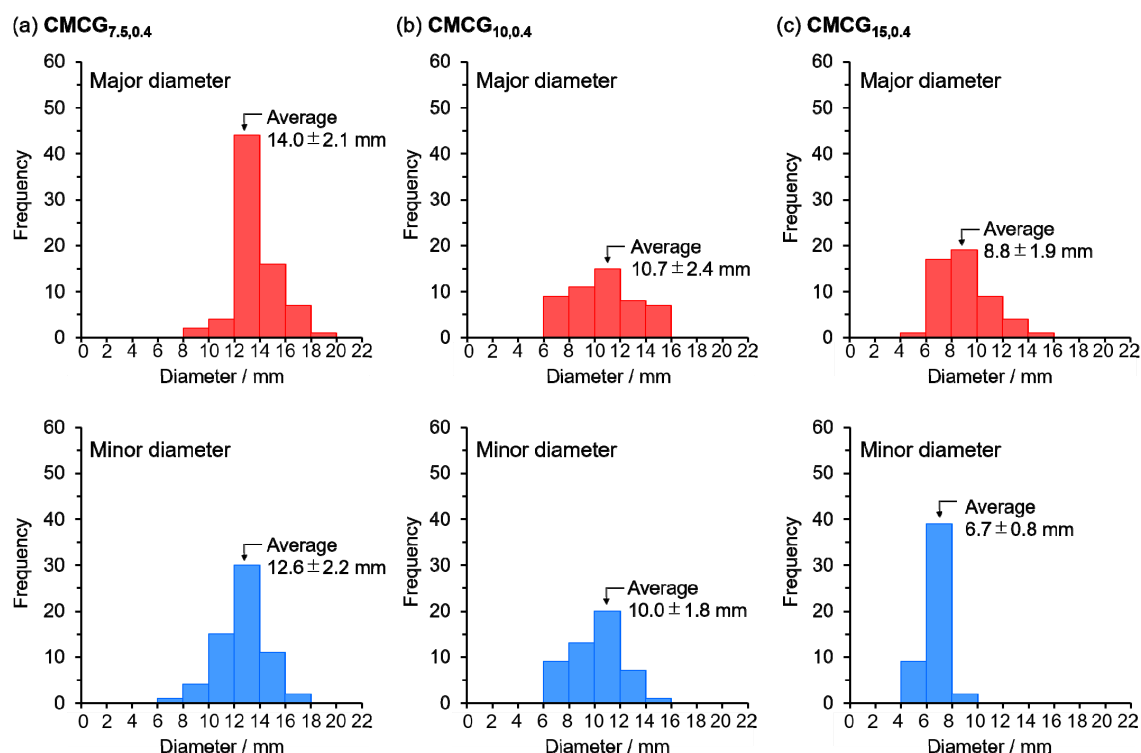 (a) CMCG7.5,0.4
Major diameter
Average
14.0±2.1 mm
Frequency
60
50
40
30
20
10
0
0 2 4 6 8 10 12 14 16 18 20 22
Diameter / mm
Minor diameter
Average
12.6±2.2 mm
Frequency
60
50
40
30
20
10
0
0 2 4 6 8 10 12 14 16 18 20 22
Diameter / mm
(b) CMCG10,0.4
Major diameter
Average
10.7±2.4 mm
Frequency
60
50
40
30
20
10
0
0 2 4 6 8 10 12 14 16 18 20 22
Diameter / mm
Minor diameter
Average
10.0±1.8 mm
Frequency
60
50
40
30
20
10
0
0 2 4 6 8 10 12 14 16 18 20 22
Diameter / mm
(c) CMCG15,0.4
Major diameter
Average
8.8±1.9 mm
Frequency
60
50
40
30
20
10
0
0 2 4 6 8 10 12 14 16 18 20 22
Diameter / mm
Minor diameter
Average
6.7±0.8 mm
Frequency
60
50
40
30
20
10
0
0 2 4 6 8 10 12 14 16 18 20 22
Diameter / mm